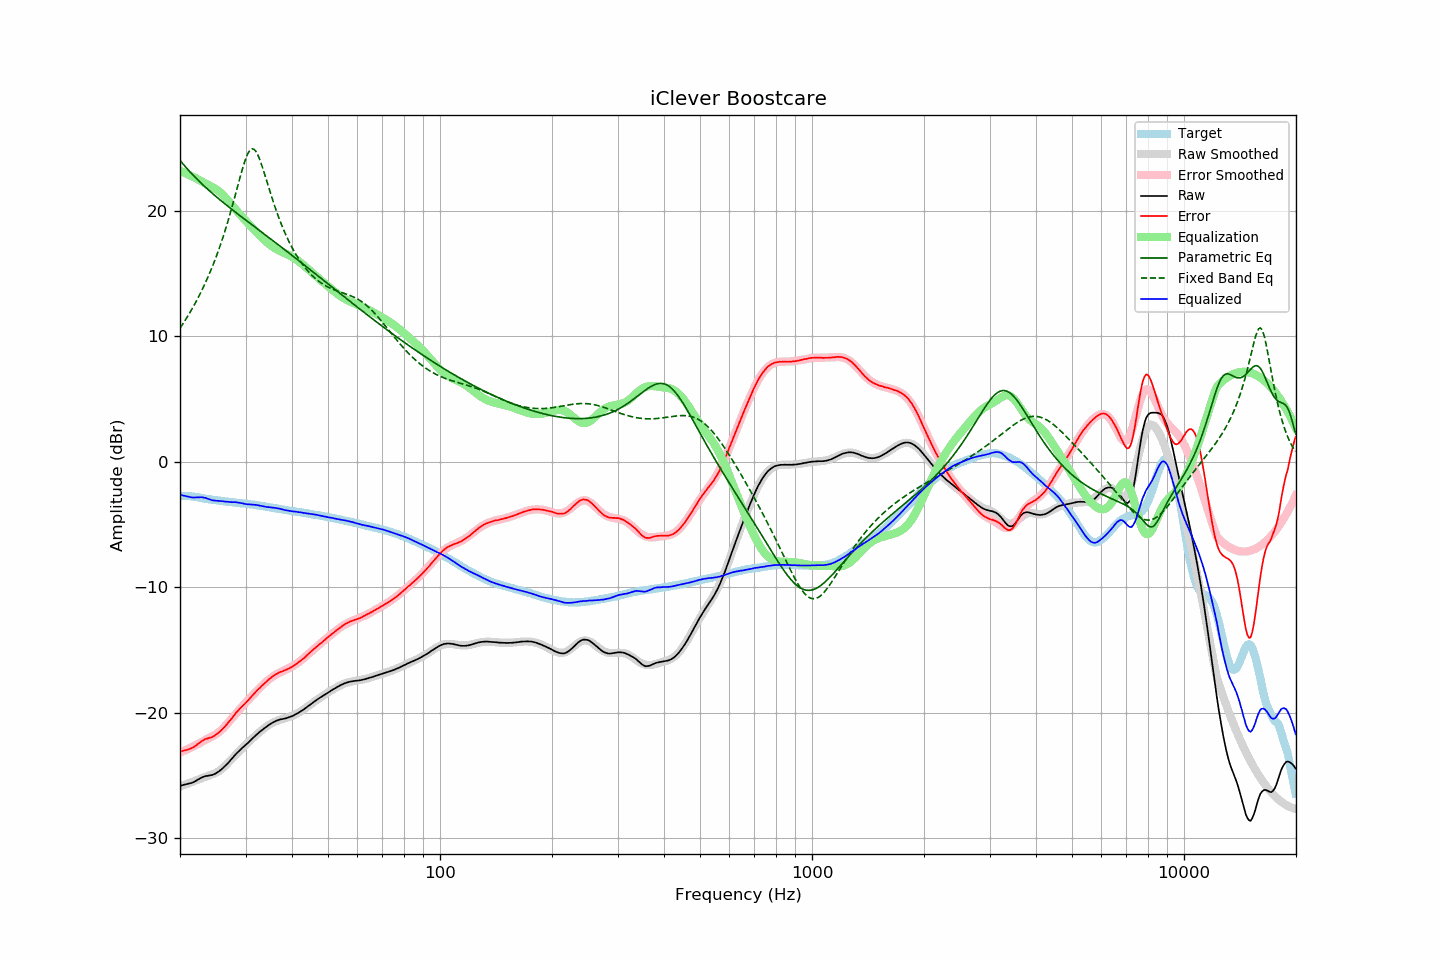 iClever Boostcare
Target
Raw Smoothed
Error Smoothed
Raw
Error
Equalization
Parametric Eq
Fixed Band Eq
Equalized
20
10
0
−10
−20
−30
Amplitude (dBr)
100
1000
10000
Frequency (Hz)